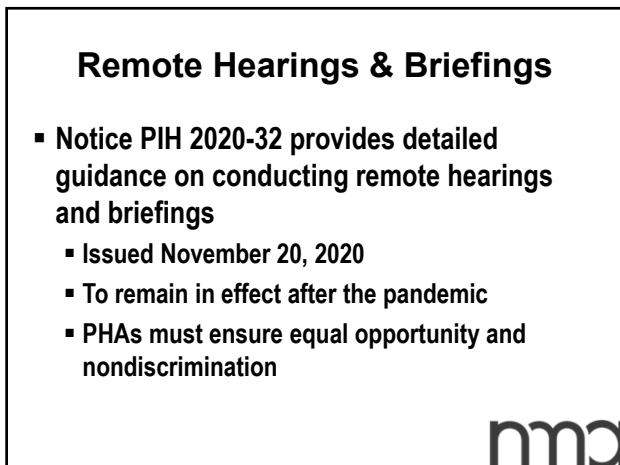 Remote Hearings & Briefings
▪ Notice PIH 2020-32 provides detailed
guidance on conducting remote hearings
and briefings
▪ Issued November 20, 2020
▪ To remain in effect after the pandemic
▪ PHAs must ensure equal opportunity and
nondiscrimination
nma